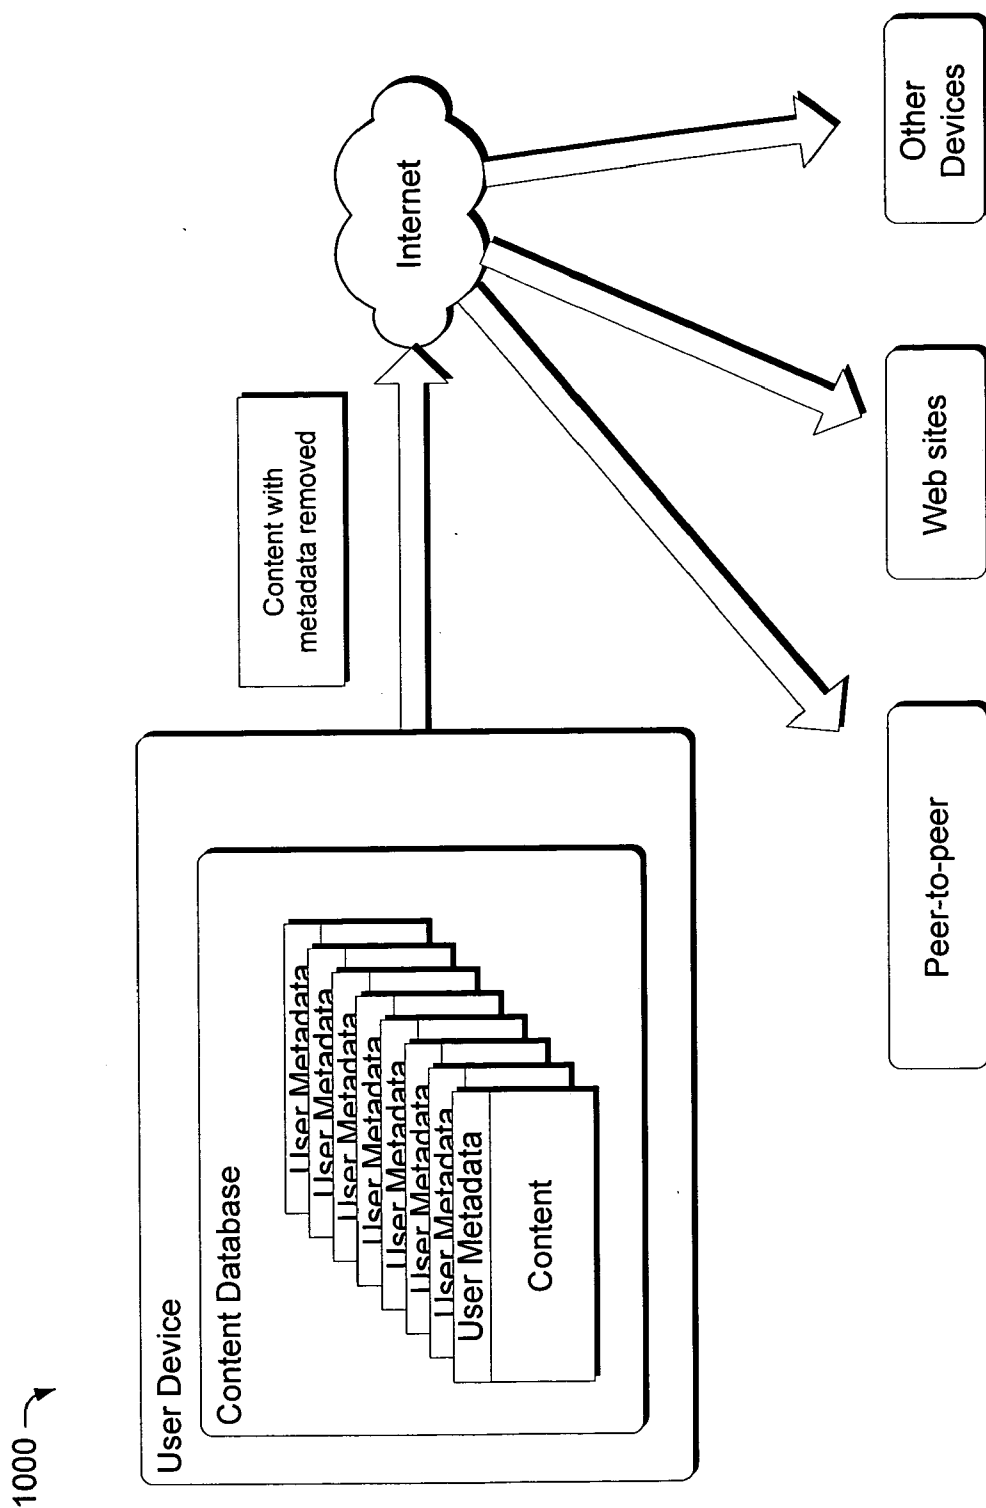 1000
User Device
Content Database
User Metadata
User Metadata
User Metadata
User Metadata
User Metadata
User Metadata
User Metadata
User Metadata
Content
Content with
metadata removed
Internet
Peer-to-peer
Web sites
Other
Devices